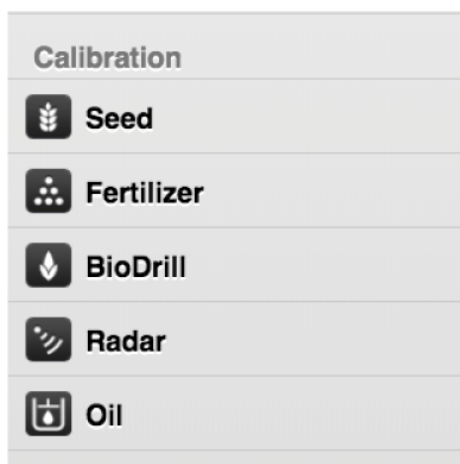 Calibration
Seed
Fertilizer
BioDrill
Radar
Oil